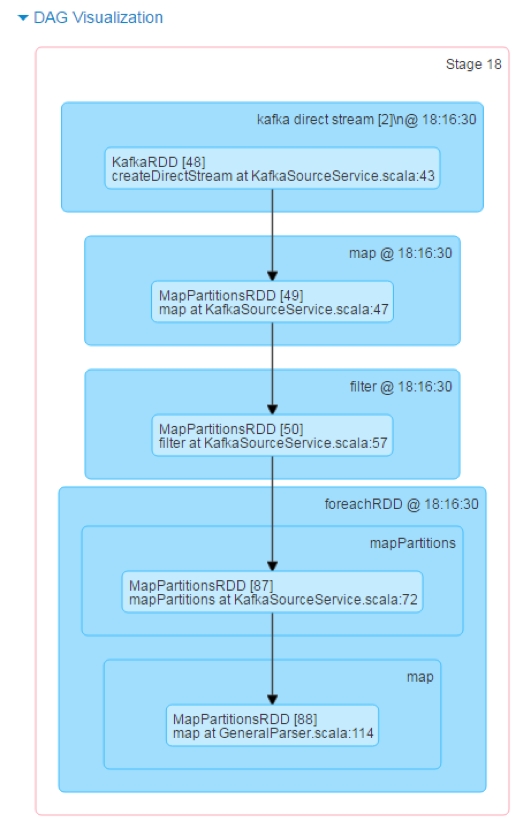 DAG Visualization
Stage 18
kafka direct stream [2]\n@ 18:16:30
KafkaRDD [48]
createDirectStream at KafkaSourceService.scala:43
map @ 18:16:30
MapPartitionsRDD [49]
map at KafkaSourceService.scala:47
filter @ 18:16:30
MapPartitionsRDD [50]
filter at KafkaSourceService.scala:57
foreachRDD @ 18:16:30
mapPartitions
MapPartitionsRDD [87]
mapPartitions at KafkaSourceService.scala:72
map
MapPartitionsRDD [88]
map at GeneralParser.scala:114